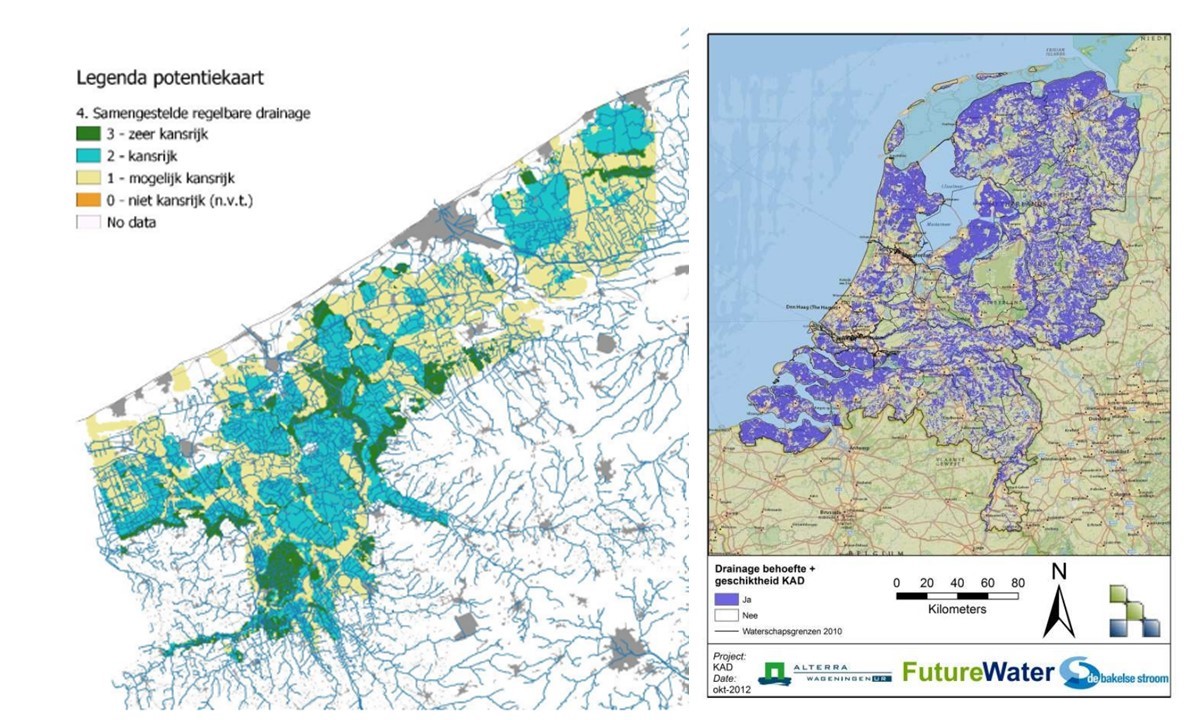 Legenda potentiekaart
4. Samengestelde regelbare drainage
3 - zeer kansrijk
2 - kansrijk
1 - mogelijk kansrijk
0 - niet kansrijk (n.v.t.)
No data
Den Haag (The Hague)
BELGIUM
Drainage behoefte +
geschiktheid KAD
Ja
Nee
Waterschapsgrenzen 2010
0 20 40 60 80
Kilometers
N
Project:
KAD
Date:
okt-2012
ALTERRA
WAGENINGEN UR
FutureWater
de bakelse stroom